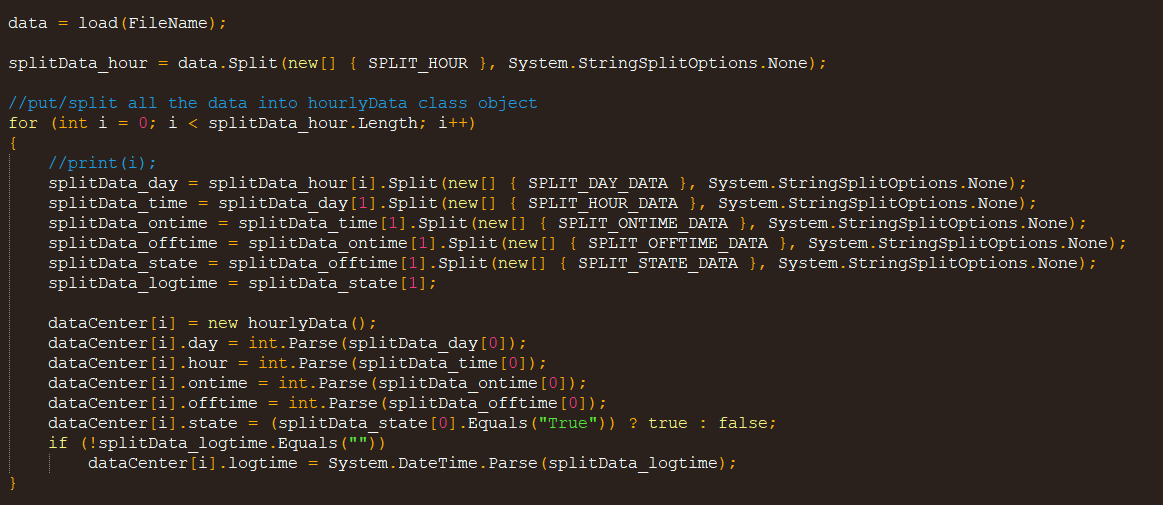 data = load(FileName);
splitData_hour = data.Split(new[] { SPLIT_HOUR }, System.StringSplitOptions.None);
//put/split all the data into hourlyData class object
for (int i = 0; i < splitData_hour.Length; i++)
{
//print(i);
splitData_day = splitData_hour[i].Split(new[] { SPLIT_DAY_DATA }, System.StringSplitOptions.None);
splitData_time = splitData_day[1].Split(new[] { SPLIT_HOUR_DATA }, System.StringSplitOptions.None);
splitData_ontime = splitData_time[1].Split(new[] { SPLIT_ONTIME_DATA }, System.StringSplitOptions.None);
splitData_offtime = splitData_ontime[1].Split(new[] { SPLIT_OFFTIME_DATA }, System.StringSplitOptions.None);
splitData_state = splitData_offtime[1].Split(new[] { SPLIT_STATE_DATA }, System.StringSplitOptions.None);
splitData_logtime = splitData_state[1];
dataCenter[i] = new hourlyData();
dataCenter[i].day = int.Parse(splitData_day[0]);
dataCenter[i].hour = int.Parse(splitData_time[0]);
dataCenter[i].ontime = int.Parse(splitData_ontime[0]);
dataCenter[i].offtime = int.Parse(splitData_offtime[0]);
dataCenter[i].state = (splitData_state[0].Equals("True")) ? true : false;
if (!splitData_logtime.Equals(""))
dataCenter[i].logtime = System.DateTime.Parse(splitData_logtime);
}